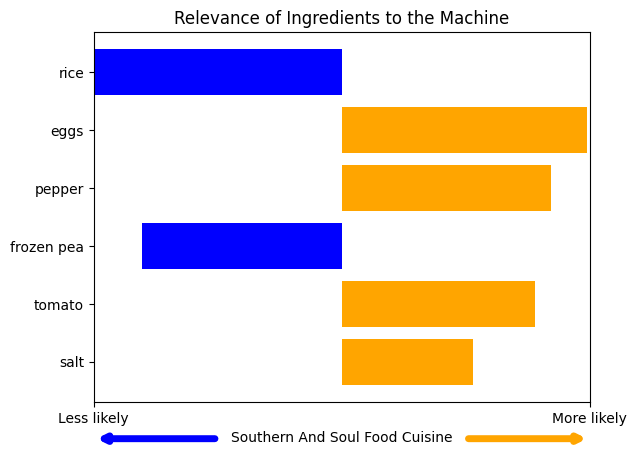 Relevance of Ingredients to the Machine
rice
eggs
pepper
frozen pea
tomato
salt
Less likely
More likely
Southern And Soul Food Cuisine